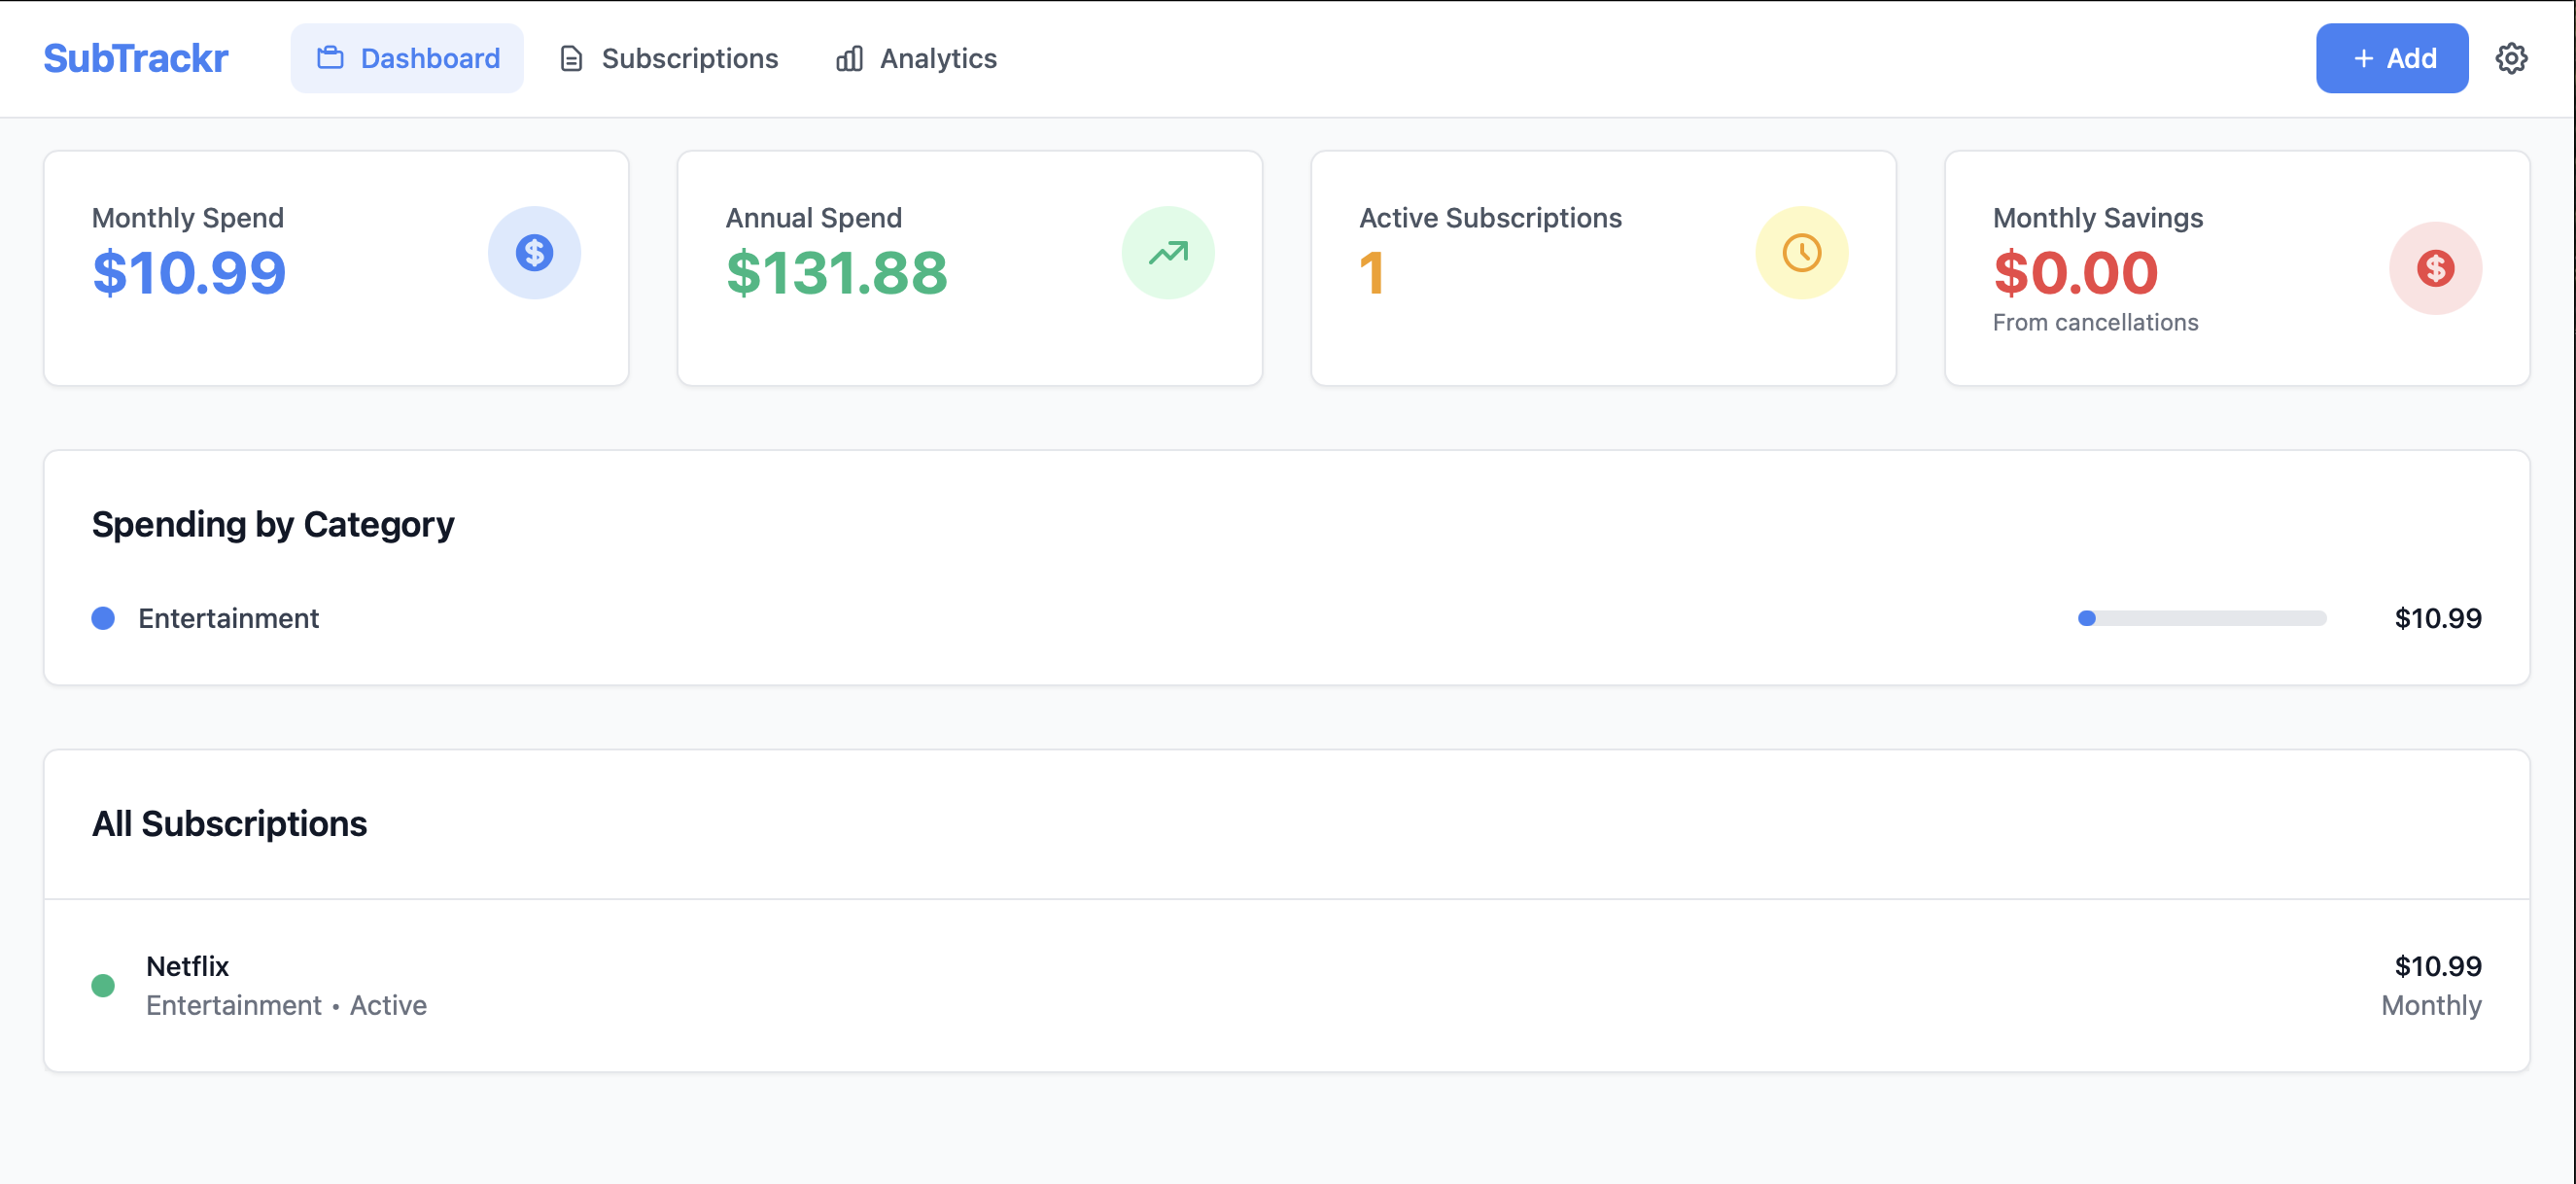 SubTrackr
Dashboard
Subscriptions
Analytics
+ Add
Monthly Spend
$10.99
Annual Spend
$131.88
Active Subscriptions
1
Monthly Savings
$0.00
From cancellations
Spending by Category
Entertainment
$10.99
All Subscriptions
Netflix
$10.99
Entertainment • Active
Monthly